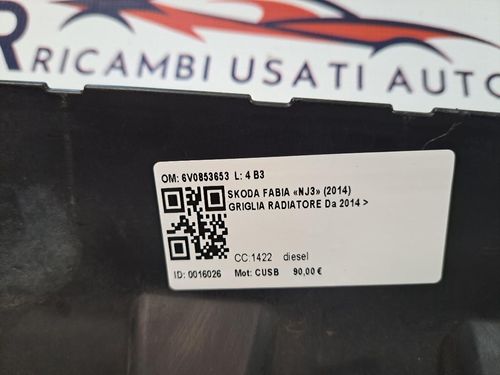 RICAMBI USATI AUTO
OM: 6V0853653 L: 4 B3
SKODA FABIA «NJ3» (2014)
GRIGLIA RADIATORE Da 2014 >
CC:1422 diesel
ID: 0016026 Mot: CUSB 90,00 €